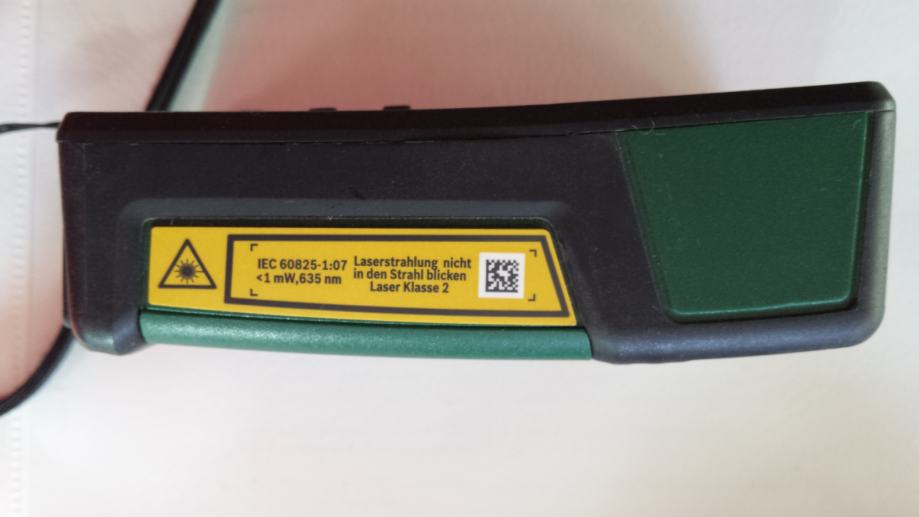 IEC 60825-1:07
<1 mW,635 nm
Laserstrahlung nicht
in den Strahl blicken
Laser Klasse 2